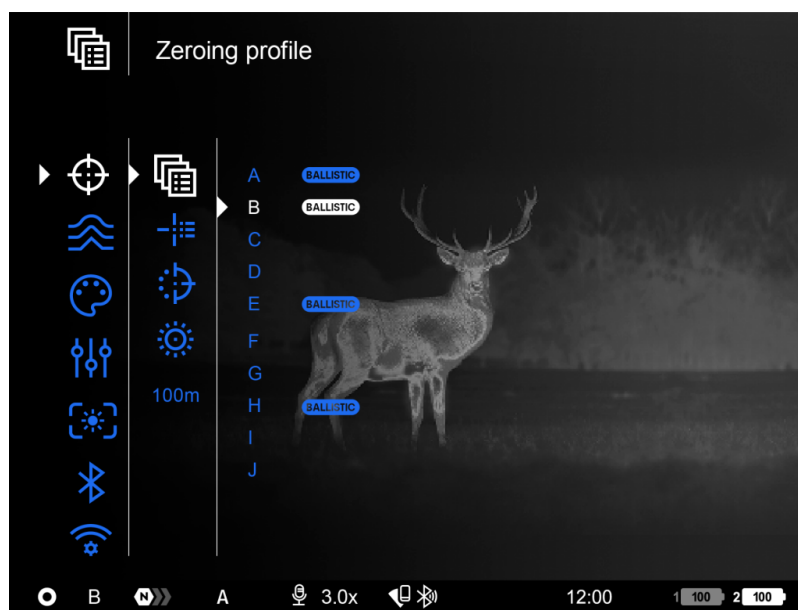 Zeroing profile
A BALLISTIC
B BALLISTIC
C
D
E BALLISTIC
F
G
100m
H BALLISTIC
I
J
B N A 3.0x 12:00 1 100 2 100